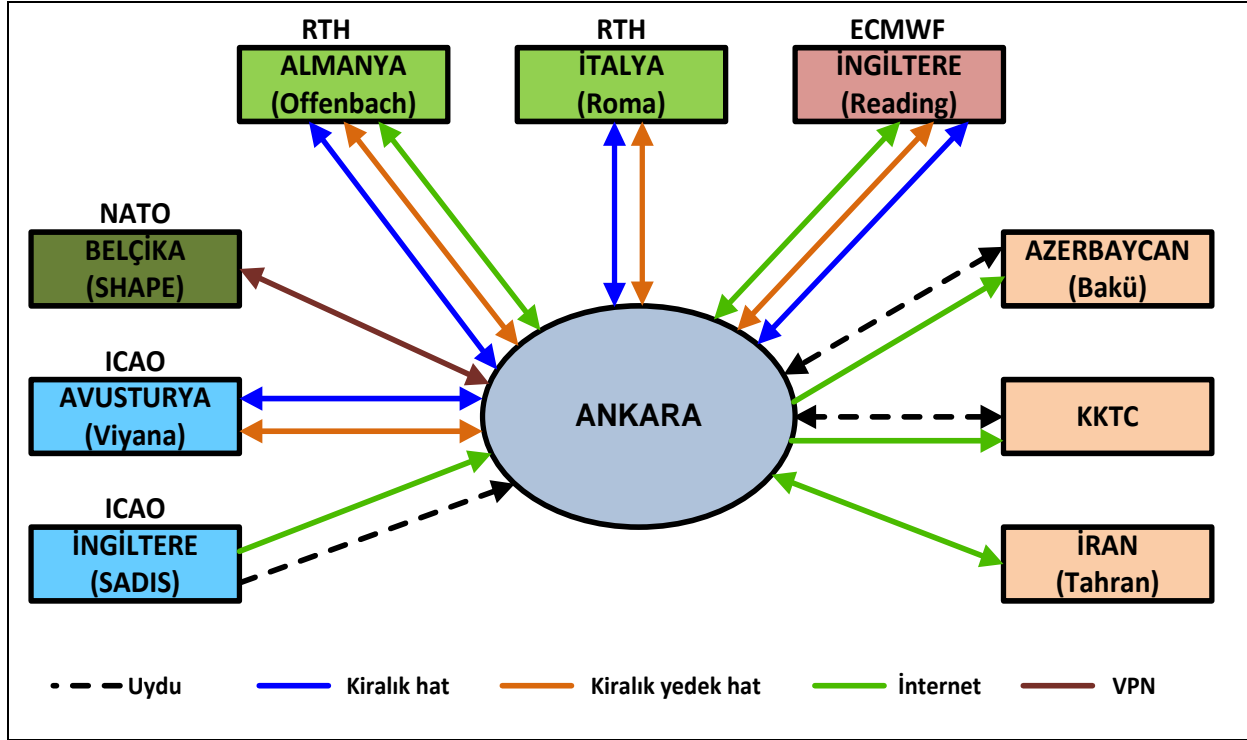 RTH
ALMANYA
(Offenbach)
RTH
İTALYA
(Roma)
ECMWF
İNGİLTERE
(Reading)
NATO
BELÇİKA
(SHAPE)
AZERBAYCAN
(Bakü)
ICAO
AVUSTURYA
(Viyana)
ANKARA
KKTC
ICAO
İNGİLTERE
(SADIS)
İRAN
(Tahran)
Uydu
Kiralık hat
Kiralık yedek hat
İnternet
VPN